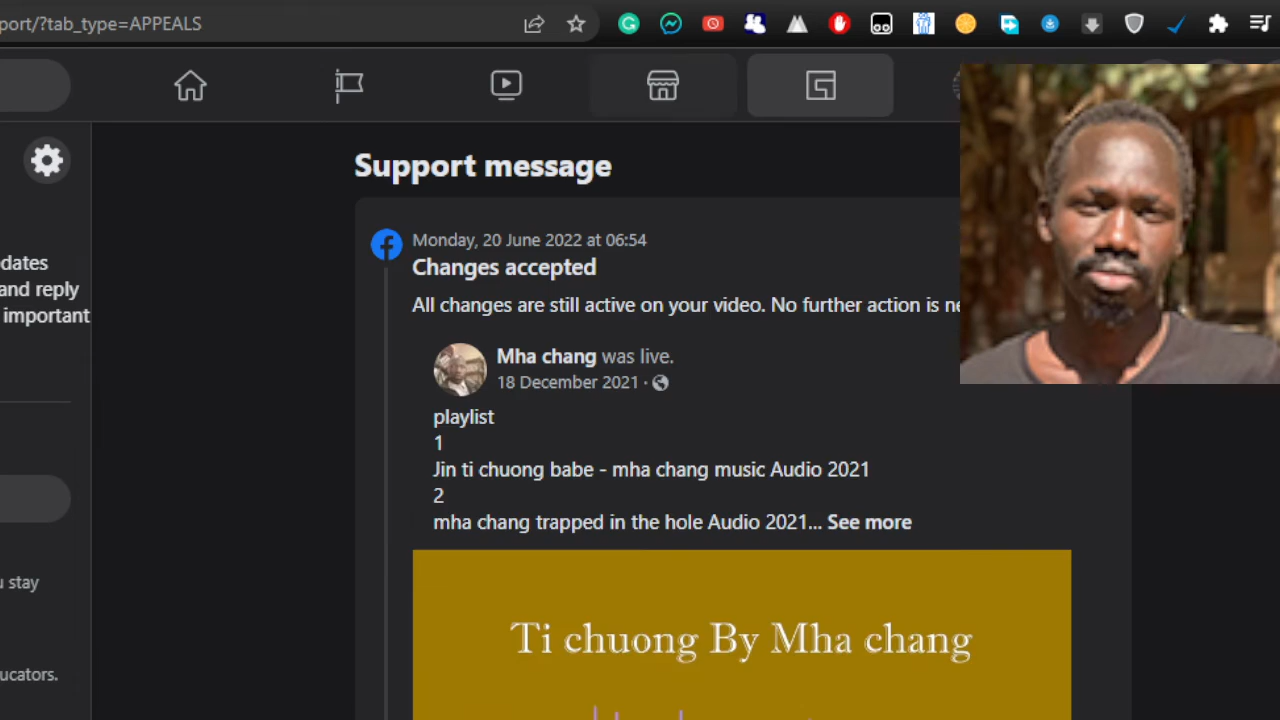 port/?tab_type=APPEALS
Support message
Monday, 20 June 2022 at 06:54
Changes accepted
All changes are still active on your video. No further action is ne
Mha chang was live.
18 December 2021 ·
playlist
1
Jin ti chuong babe - mha chang music Audio 2021
2
mha chang trapped in the hole Audio 2021... See more
Ti chuong By Mha chang
dates
and reply
important
u stay
ucators.